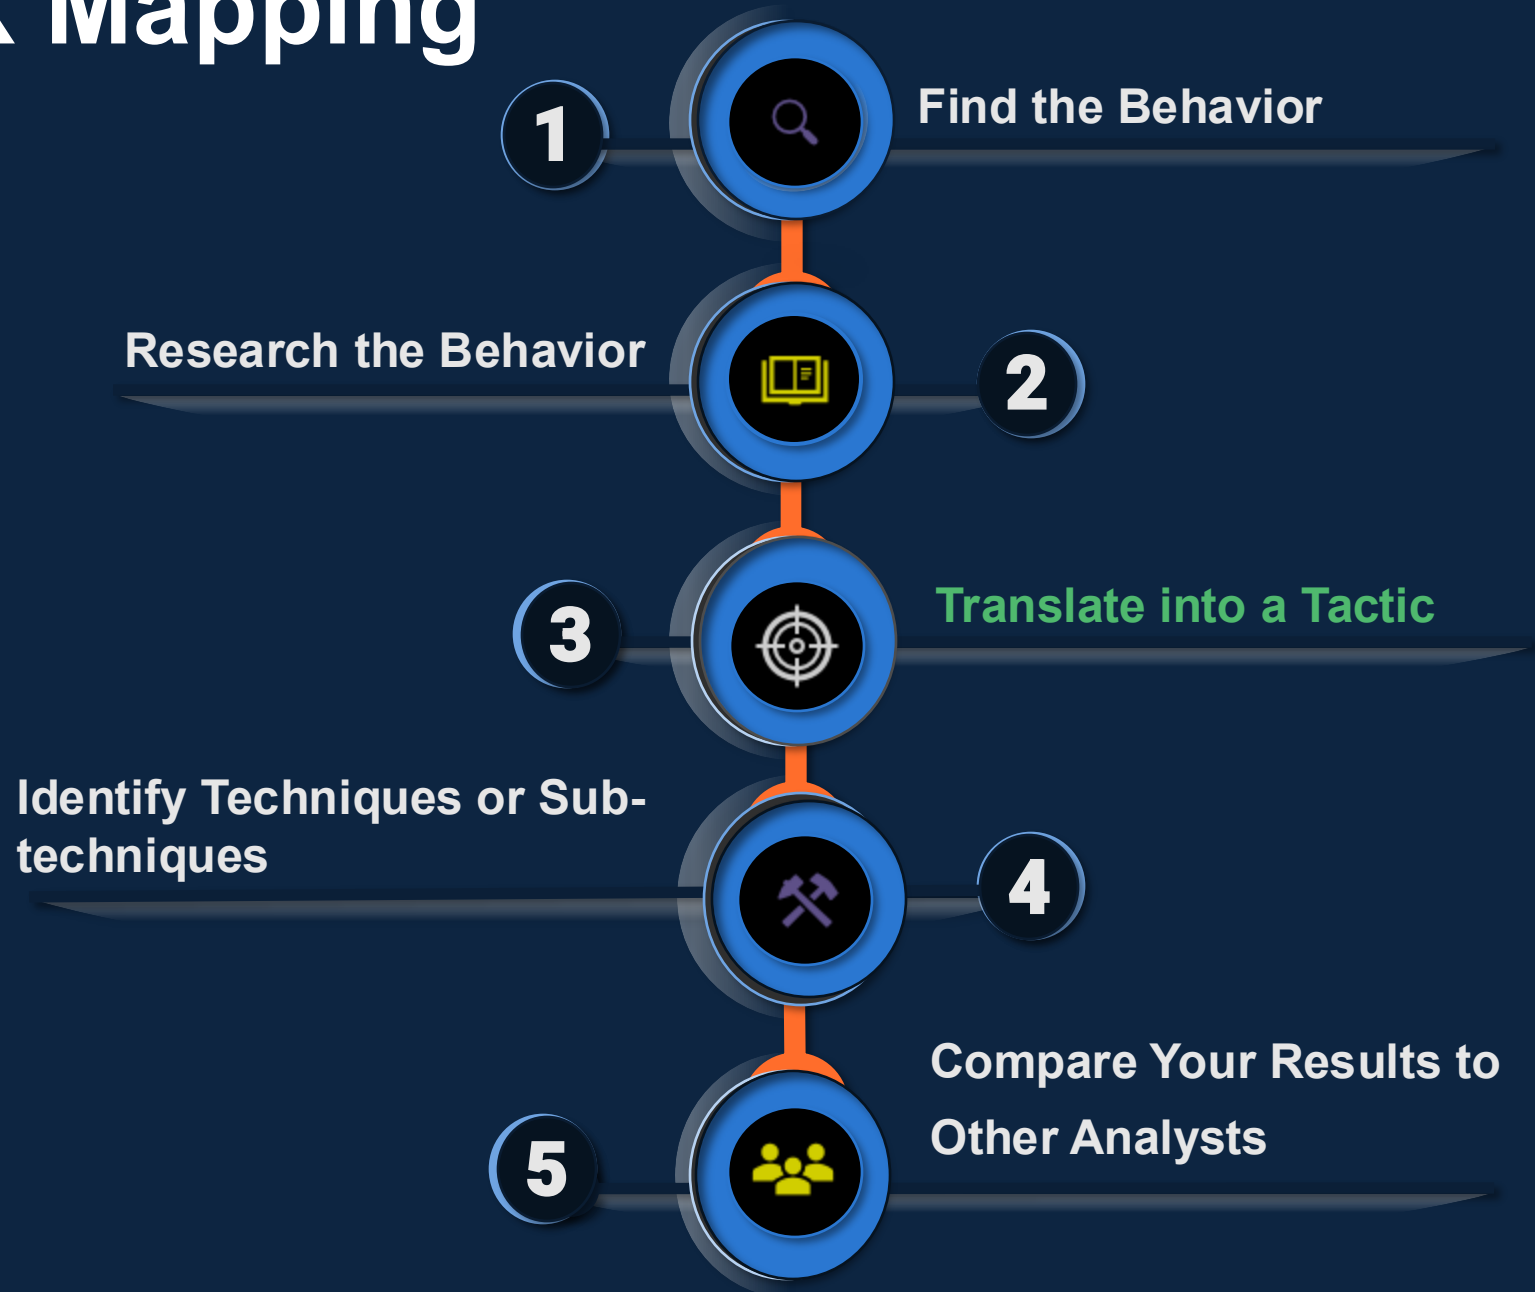 Mapping
1
Find the Behavior
Research the Behavior
2
3
Translate into a Tactic
Identify Techniques or Sub-
techniques
4
Compare Your Results to
Other Analysts
5